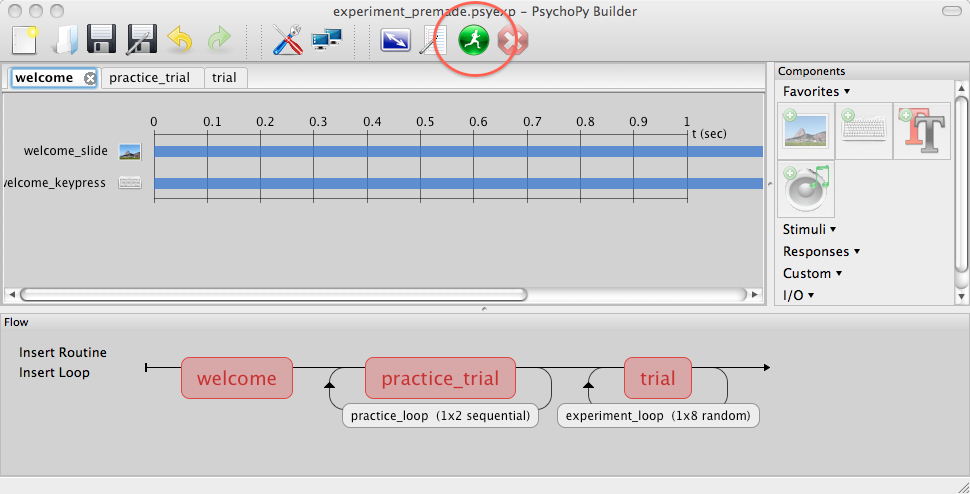 experiment_premade.psyexp – PsychoPy Builder
welcome practice_trial trial
0 0.1 0.2 0.3 0.4 0.5 0.6 0.7 0.8 0.9 1
t (sec)
welcome_slide
welcome_keypress
Components
Favorites
Stimuli
Responses
Custom
I/O
Flow
Insert Routine
Insert Loop
welcome practice_trial trial
practice_loop (1x2 sequential) experiment_loop (1x8 random)